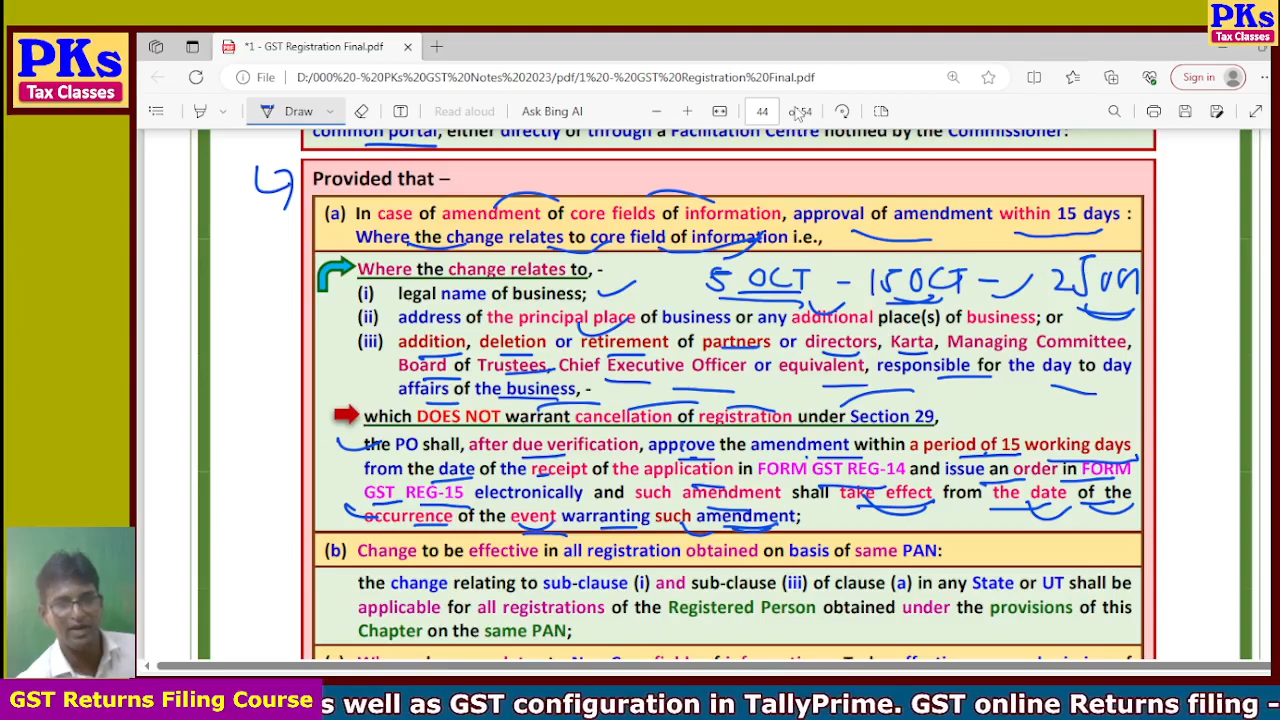 PKs
Tax Classes
PKs
Tax Classes
*1 - GST Registration Final.pdf
File D:/000%20-%20PKs%20GST%20Notes%202023/pdf/1%20-%20GST%20Registration%20Final.pdf
Sign in
Draw
Read aloud
Ask Bing AI
44
of 54
common portal, either directly or through a Facilitation Centre notified by the Commissioner:
Provided that –
(a) In case of amendment of core fields of information, approval of amendment within 15 days :
Where the change relates to core field of information i.e.,
Where the change relates to, -
5 OCT - 15 OCT -
(i) legal name of business;
(ii) address of the principal place of business or any additional place(s) of business; or
(iii) addition, deletion or retirement of partners or directors, Karta, Managing Committee,
Board of Trustees, Chief Executive Officer or equivalent, responsible for the day to day
affairs of the business, -
which DOES NOT warrant cancellation of registration under Section 29,
the PO shall, after due verification, approve the amendment within a period of 15 working days
from the date of the receipt of the application in FORM GST REG-14 and issue an order in FORM
GST REG-15 electronically and such amendment shall take effect from the date of the
occurrence of the event warranting such amendment;
(b) Change to be effective in all registration obtained on basis of same PAN:
the change relating to sub-clause (i) and sub-clause (iii) of clause (a) in any State or UT shall be
applicable for all registrations of the Registered Person obtained under the provisions of this
Chapter on the same PAN;
GST Returns Filing Course
s well as GST configuration in TallyPrime. GST online Returns filing -